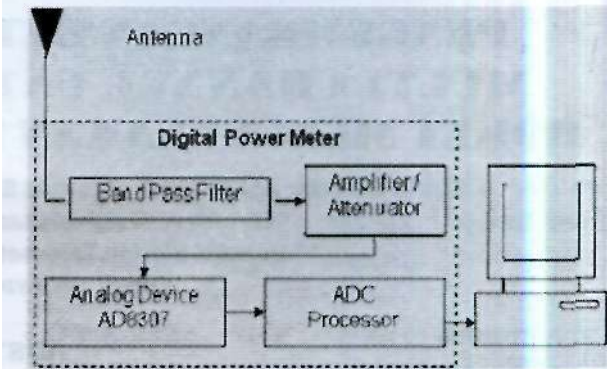 Antenna
Digital Power Meter
Band Pass Filter
Amplifier /
Attenuator
Analog Device
AD8307
ADC
Processor